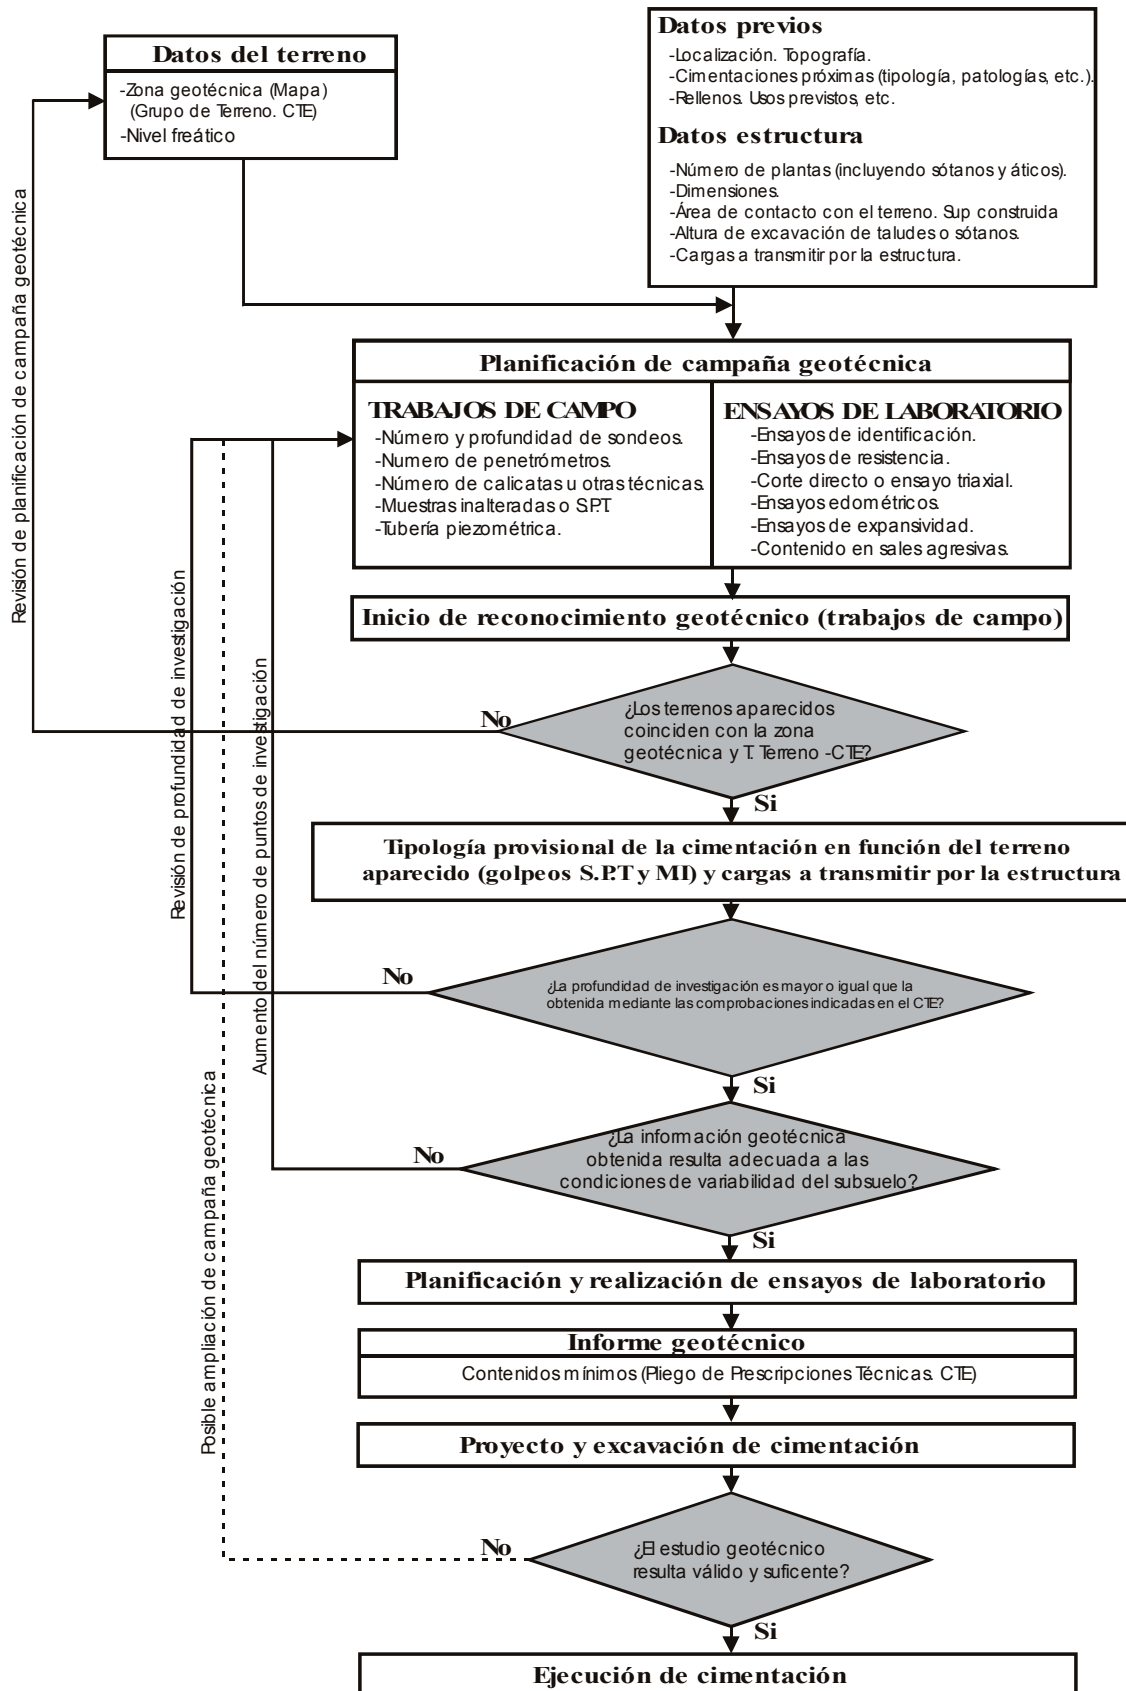 Datos del terreno
-Zona geotécnica (Mapa)
(Grupo de Terreno. CTE)
-Nivel freático
Datos previos
-Localización. Topografía.
-Cimentaciones próximas (tipología, patologías, etc.).
-Rellenos. Usos previstos, etc.
Datos estructura
-Número de plantas (incluyendo sótanos y áticos).
-Dimensiones.
-Área de contacto con el terreno. Sup construida
-Altura de excavación de taludes o sótanos.
-Cargas a transmitir por la estructura.
Planificación de campaña geotécnica
TRABAJOS DE CAMPO
-Número y profundidad de sondeos.
-Numero de penetrómetros.
-Número de calicatas u otras técnicas.
-Muestras inalteradas o S.P.T.
-Tubería piezométrica.
ENSAYOS DE LABORATORIO
-Ensayos de identificación.
-Ensayos de resistencia.
-Corte directo o ensayo triaxial.
-Ensayos edométricos.
-Ensayos de expansividad.
-Contenido en sales agresivas.
Inicio de reconocimiento geotécnico (trabajos de campo)
¿Los terrenos aparecidos
coinciden con la zona
geotécnica y T. Terreno -CTE?
No
Si
Revisión de planificación de campaña geotécnica
Tipología provisional de la cimentación en función del terreno
aparecido (golpeos S.P.T y MI) y cargas a transmitir por la estructura
¿La profundidad de investigación es mayor o igual que la
obtenida mediante las comprobaciones indicadas en el CTE?
No
Si
Revisión de profundidad de investigación
¿La información geotécnica
obtenida resulta adecuada a las
condiciones de variabilidad del subsuelo?
No
Si
Aumento del número de puntos de investigación
Planificación y realización de ensayos de laboratorio
Informe geotécnico
Contenidos mínimos (Pliego de Prescripciones Técnicas. CTE)
Proyecto y excavación de cimentación
¿El estudio geotécnico
resulta válido y suficente?
No
Si
Posible ampliación de campaña geotécnica
Ejecución de cimentación